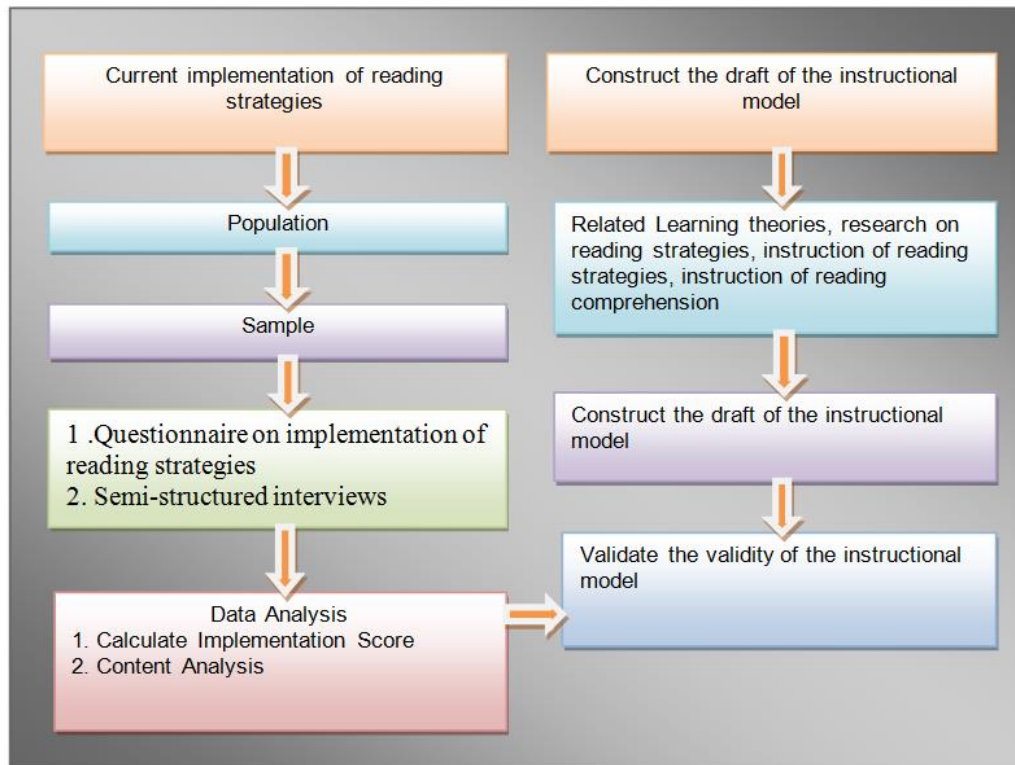 Current implementation of reading
strategies
Population
Sample
1 .Questionnaire on implementation of
reading strategies
2. Semi-structured interviews
Data Analysis
1. Calculate Implementation Score
2. Content Analysis
Construct the draft of the instructional
model
Related Learning theories, research on
reading strategies, instruction of reading
strategies, instruction of reading
comprehension
Construct the draft of the instructional
model
Validate the validity of the instructional
model